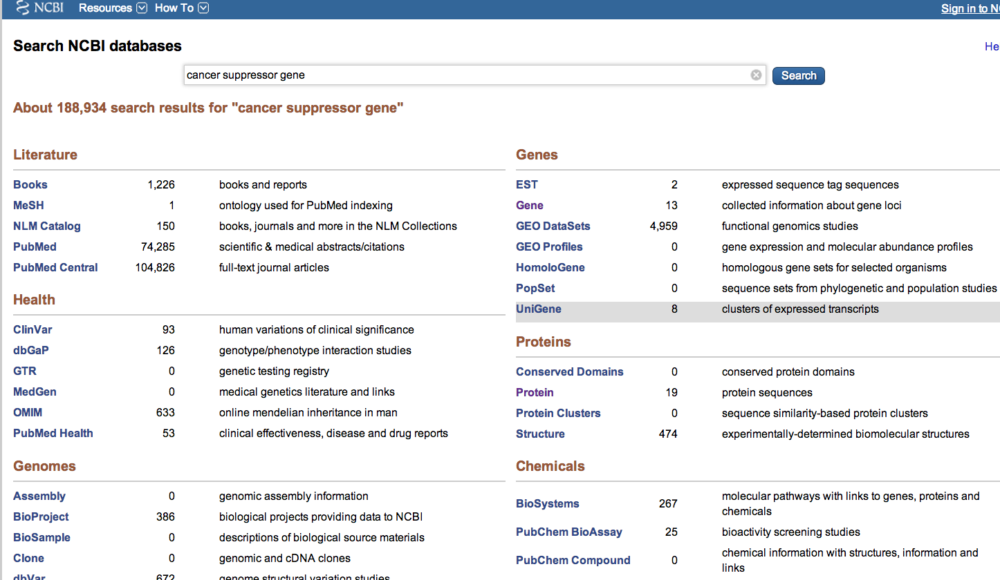 NCBI Resources How To Sign in to
Search NCBI databases He
cancer suppressor gene Search
About 188,934 search results for "cancer suppressor gene"
Literature
Books 1,226 books and reports
MeSH 1 ontology used for PubMed indexing
NLM Catalog 150 books, journals and more in the NLM Collections
PubMed 74,285 scientific & medical abstracts/citations
PubMed Central 104,826 full-text journal articles
Health
ClinVar 93 human variations of clinical significance
dbGaP 126 genotype/phenotype interaction studies
GTR 0 genetic testing registry
MedGen 0 medical genetics literature and links
OMIM 633 online mendelian inheritance in man
PubMed Health 53 clinical effectiveness, disease and drug reports
Genomes
Assembly 0 genomic assembly information
BioProject 386 biological projects providing data to NCBI
BioSample 0 descriptions of biological source materials
Clone 0 genomic and cDNA clones
dbVar 672 genome structural variation studies
Genes
EST 2 expressed sequence tag sequences
Gene 13 collected information about gene loci
GEO DataSets 4,959 functional genomics studies
GEO Profiles 0 gene expression and molecular abundance profiles
HomoloGene 0 homologous gene sets for selected organisms
PopSet 0 sequence sets from phylogenetic and population studies
UniGene 8 clusters of expressed transcripts
Proteins
Conserved Domains 0 conserved protein domains
Protein 19 protein sequences
Protein Clusters 0 sequence similarity-based protein clusters
Structure 474 experimentally-determined biomolecular structures
Chemicals
BioSystems 267 molecular pathways with links to genes, proteins and
chemicals
PubChem BioAssay 25 bioactivity screening studies
PubChem Compound 0 chemical information with structures, information and
links